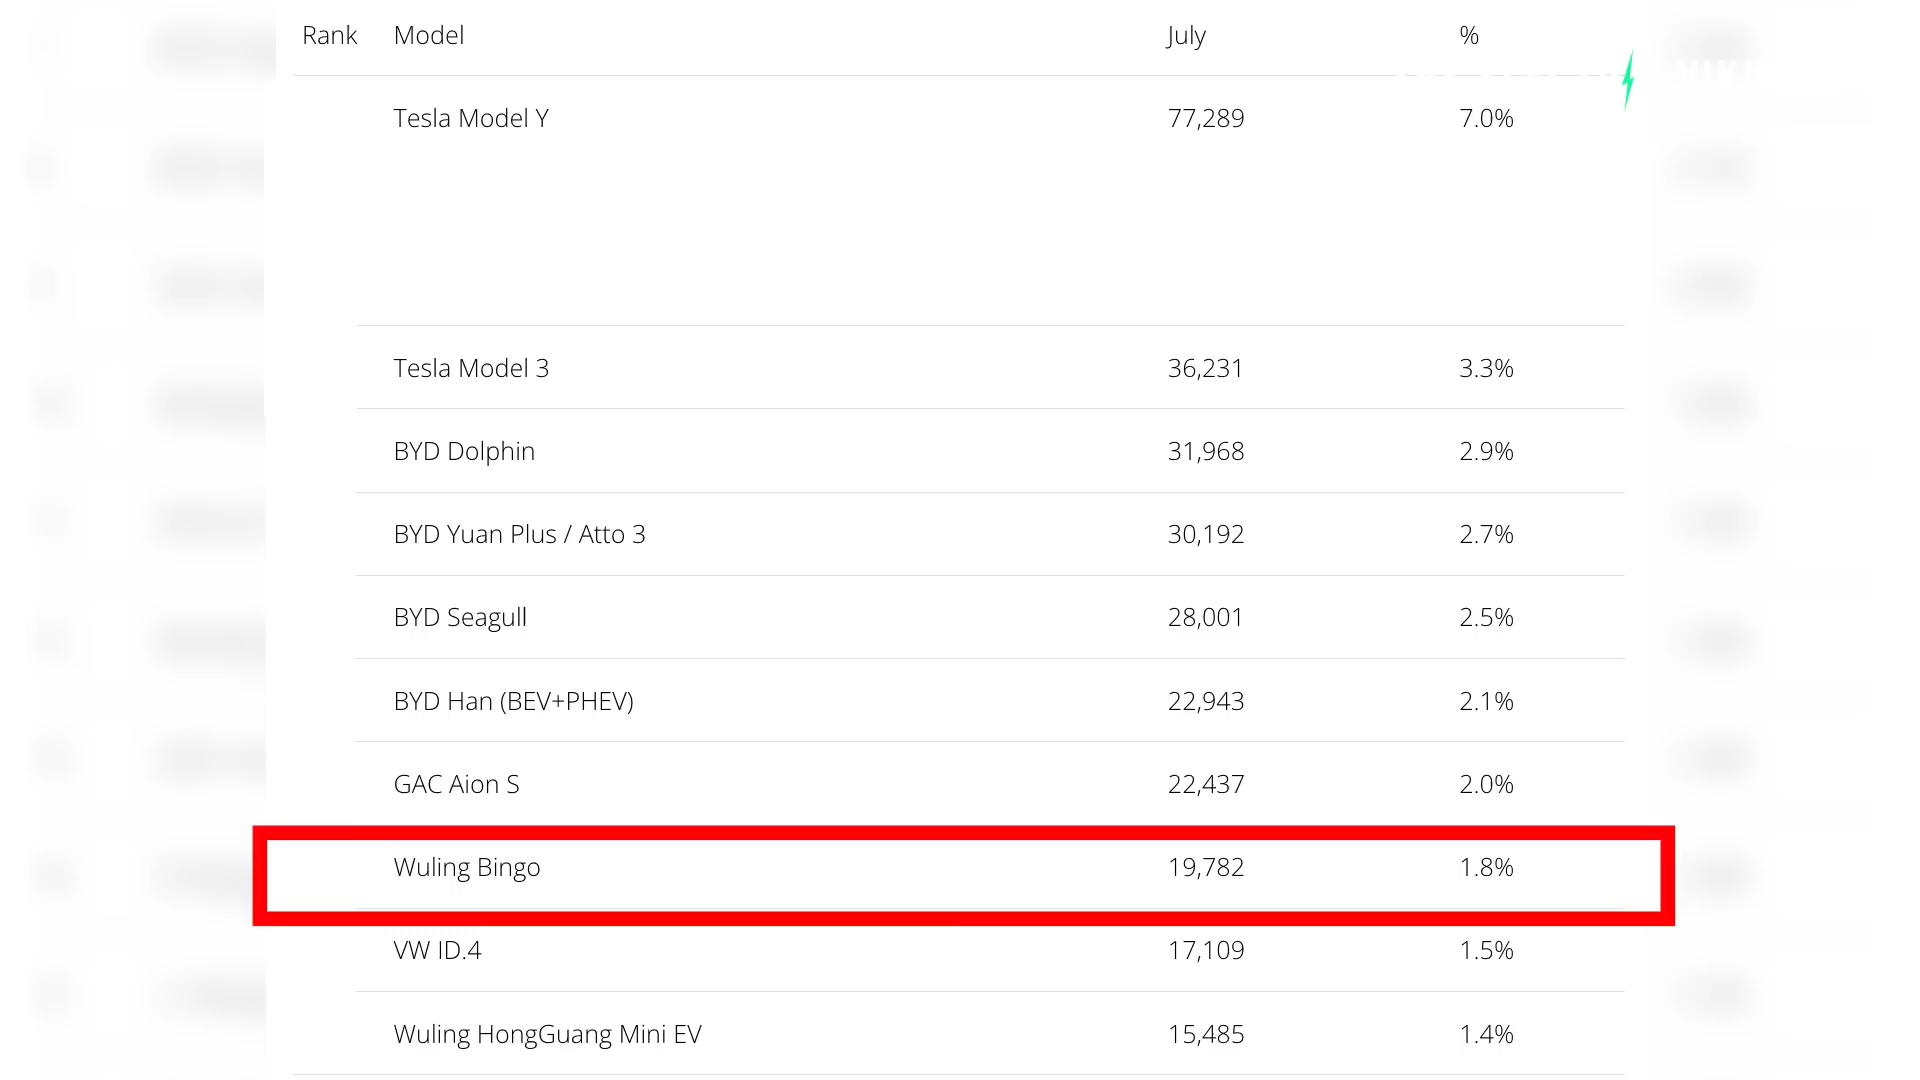 Rank Model July %
Tesla Model Y 77,289 7.0%
Tesla Model 3 36,231 3.3%
BYD Dolphin 31,968 2.9%
BYD Yuan Plus / Atto 3 30,192 2.7%
BYD Seagull 28,001 2.5%
BYD Han (BEV+PHEV) 22,943 2.1%
GAC Aion S 22,437 2.0%
Wuling Bingo 19,782 1.8%
VW ID.4 17,109 1.5%
Wuling HongGuang Mini EV 15,485 1.4%